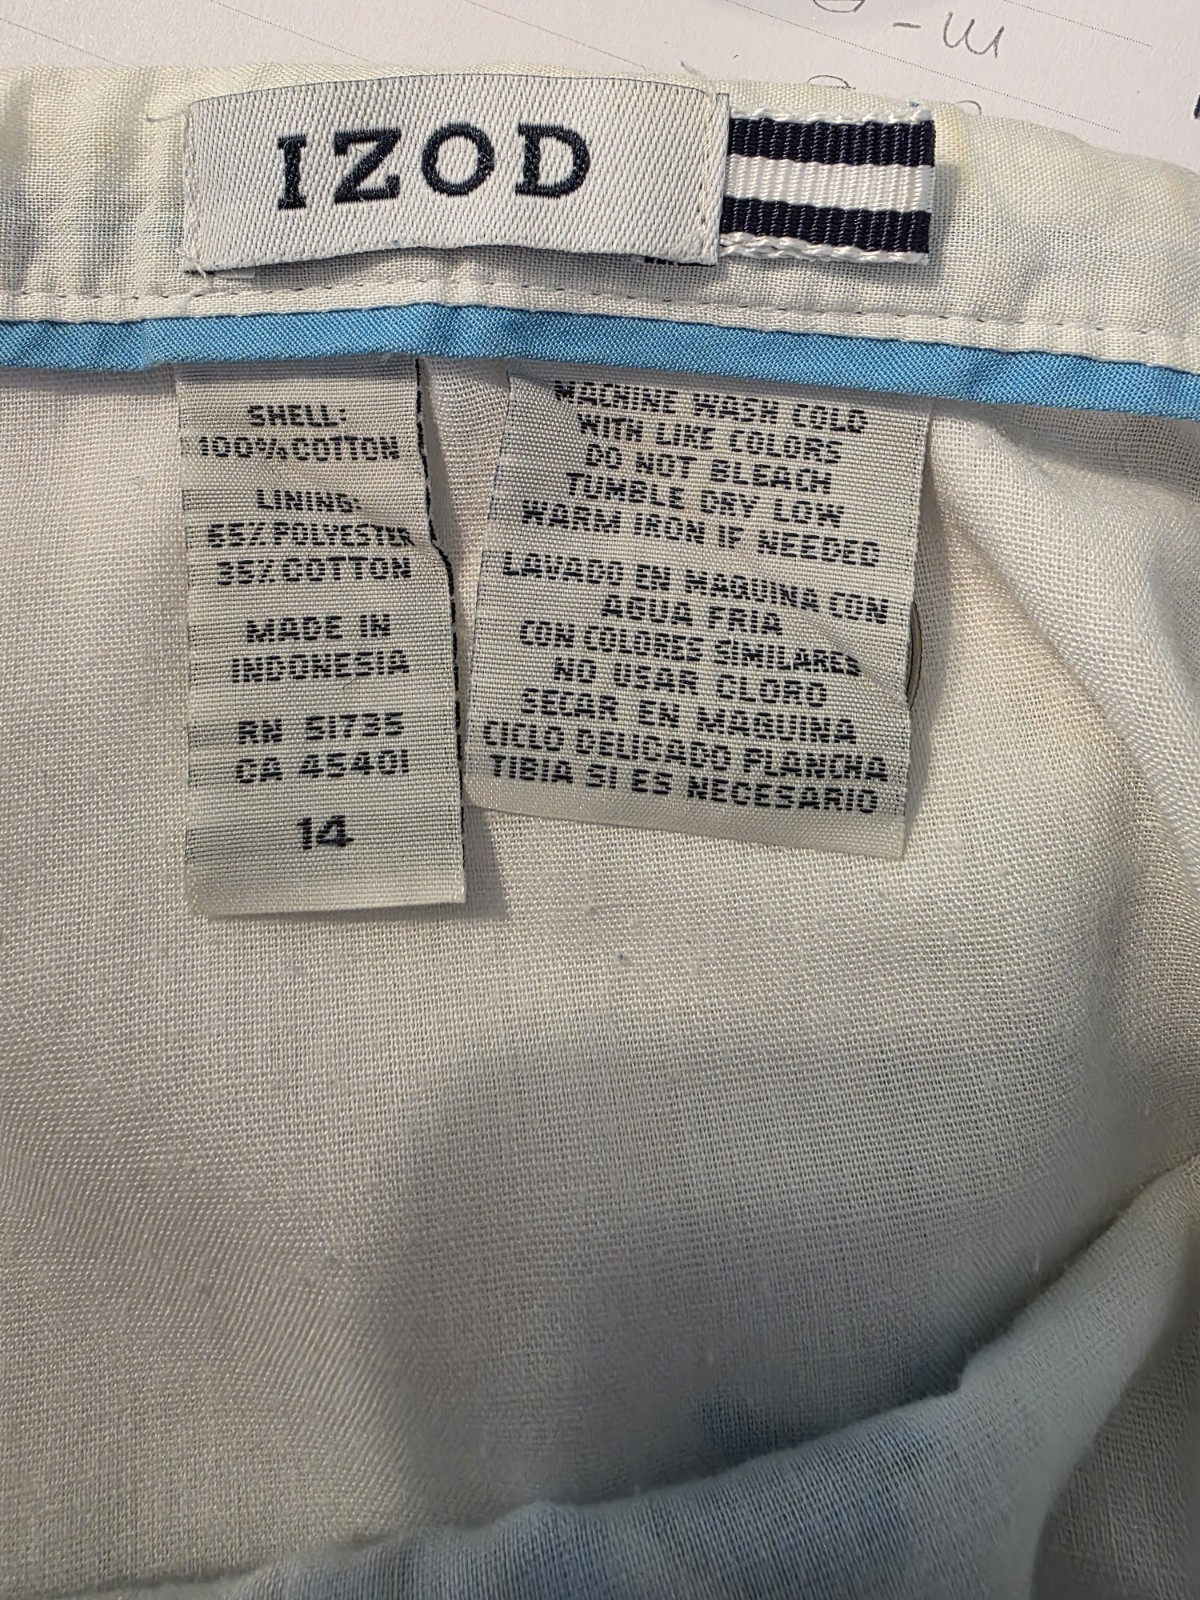 IZOD
SHELL:
100% COTTON
LINING:
65% POLYESTER
35% COTTON
MADE IN
INDONESIA
RN 51735
CA 45401
14
MACHINE WASH COLD
WITH LIKE COLORS
DO NOT BLEACH
TUMBLE DRY LOW
WARM IRON IF NEEDED
LAVADO EN MAQUINA CON
AGUA FRIA
CON COLORES SIMILARES
NO USAR CLORO
SECAR EN MAQUINA
CICLO DELICADO PLANCHA
TIBIA SI ES NECESARIO